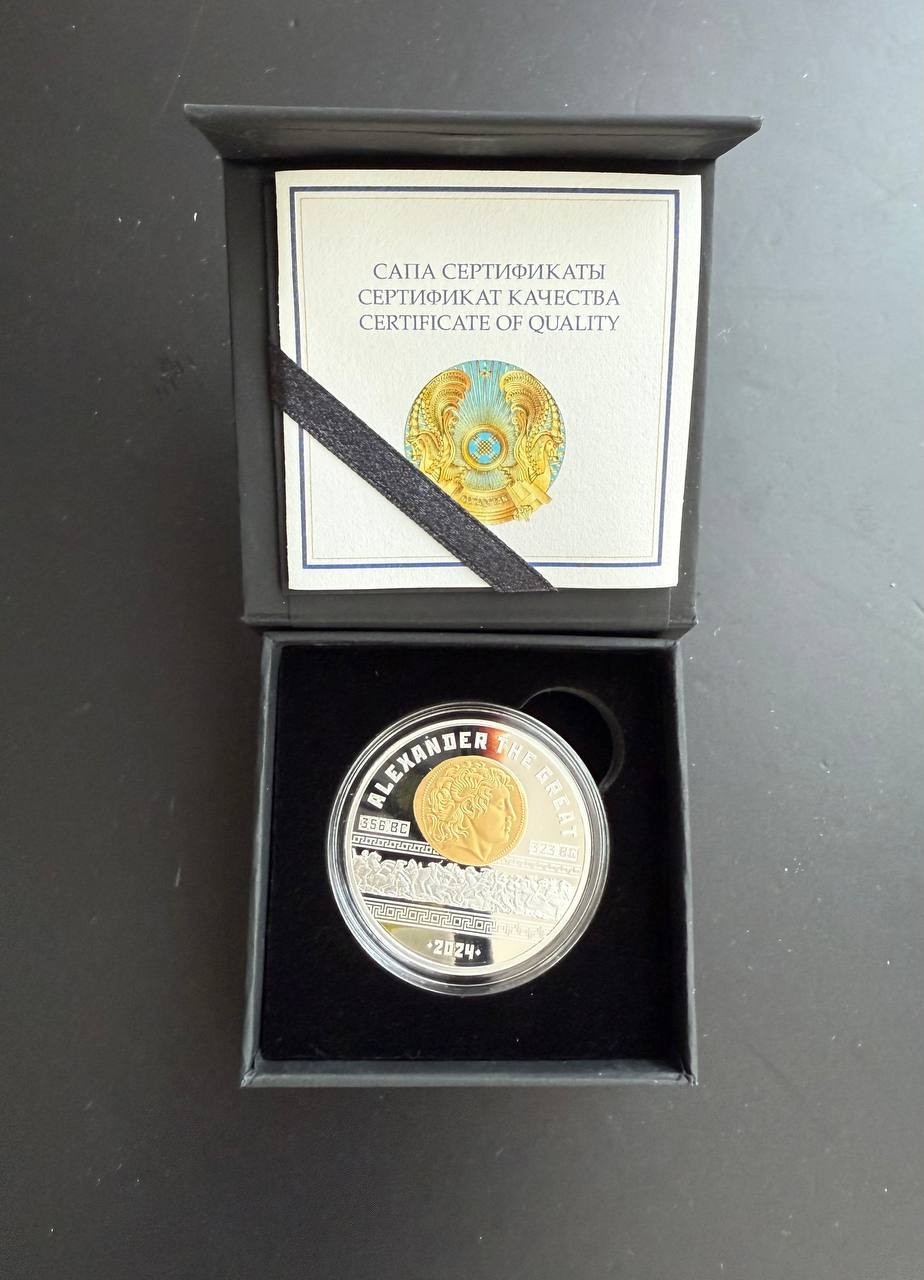 САПА СЕРТИФИКАТЫ
СЕРТИФИКАТ КАЧЕСТВА
CERTIFICATE OF QUALITY
ALEXANDER THE GREAT
356 BC
323 BC
2024